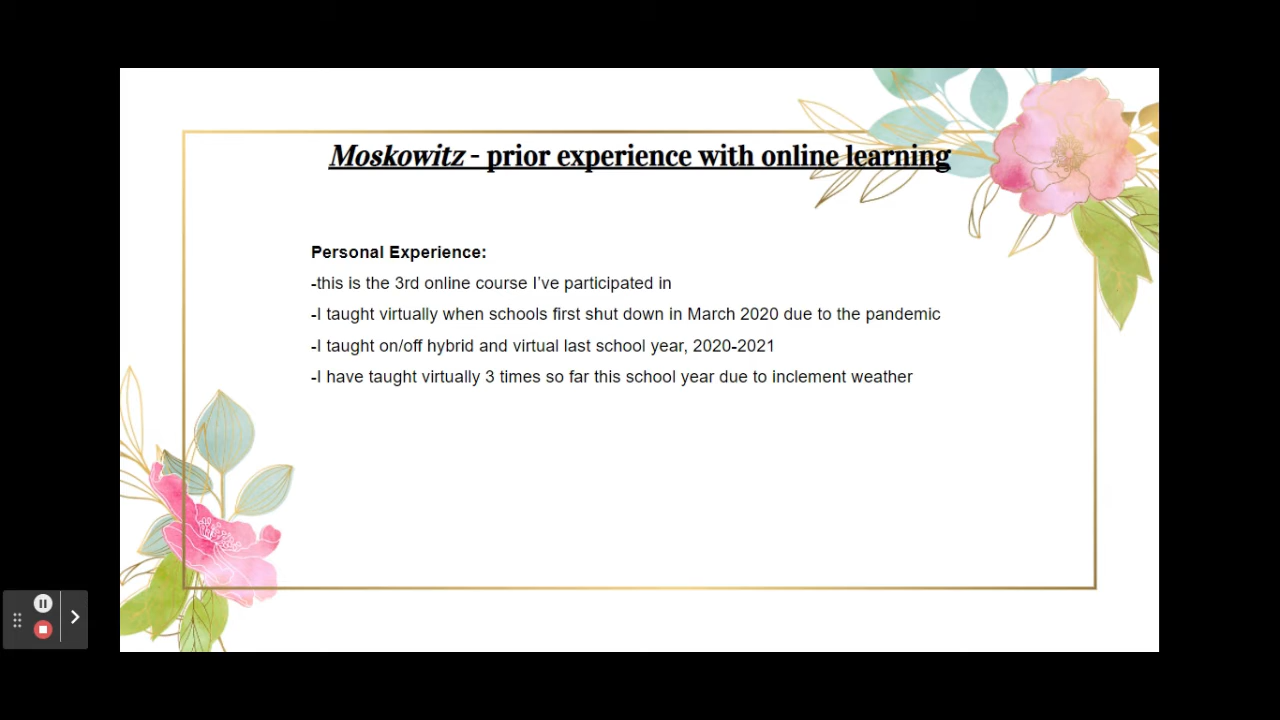 Moskowitz - prior experience with online learning
Personal Experience:
-this is the 3rd online course I’ve participated in
-I taught virtually when schools first shut down in March 2020 due to the pandemic
-I taught on/off hybrid and virtual last school year, 2020-2021
-I have taught virtually 3 times so far this school year due to inclement weather